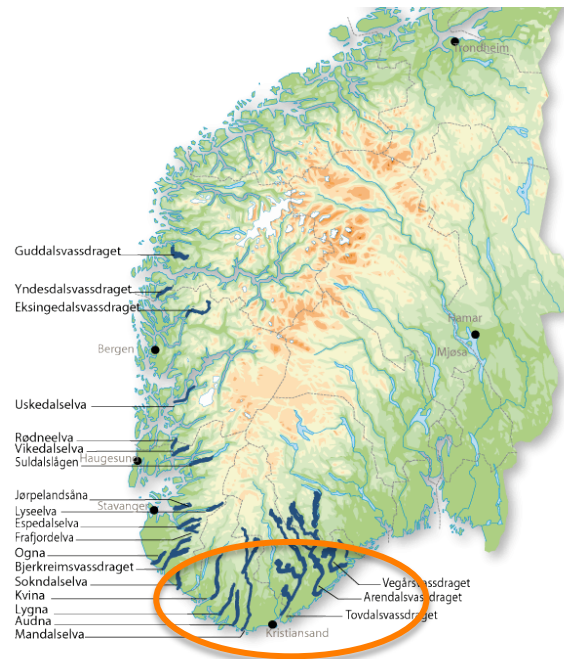 Trondheim
Guddalsvassdraget
Yndesdalsvassdraget
Eksingedalsvassdraget
Hamar
Bergen
Mjøsa
Uskedalselva
Rødneelva
Vikedalselva
Haugesund
Suldalslågen
Jørpelandsåna
Stavanger
Lyseelva
Espedalselva
Frafjordelva
Ogna
Bjerkreimsvassdraget
Sokndalselva
Vegårsvassdraget
Kvina
Arendalsvassdraget
Lygna
Tovdalsvassdraget
Audna
Kristiansand
Mandalselva